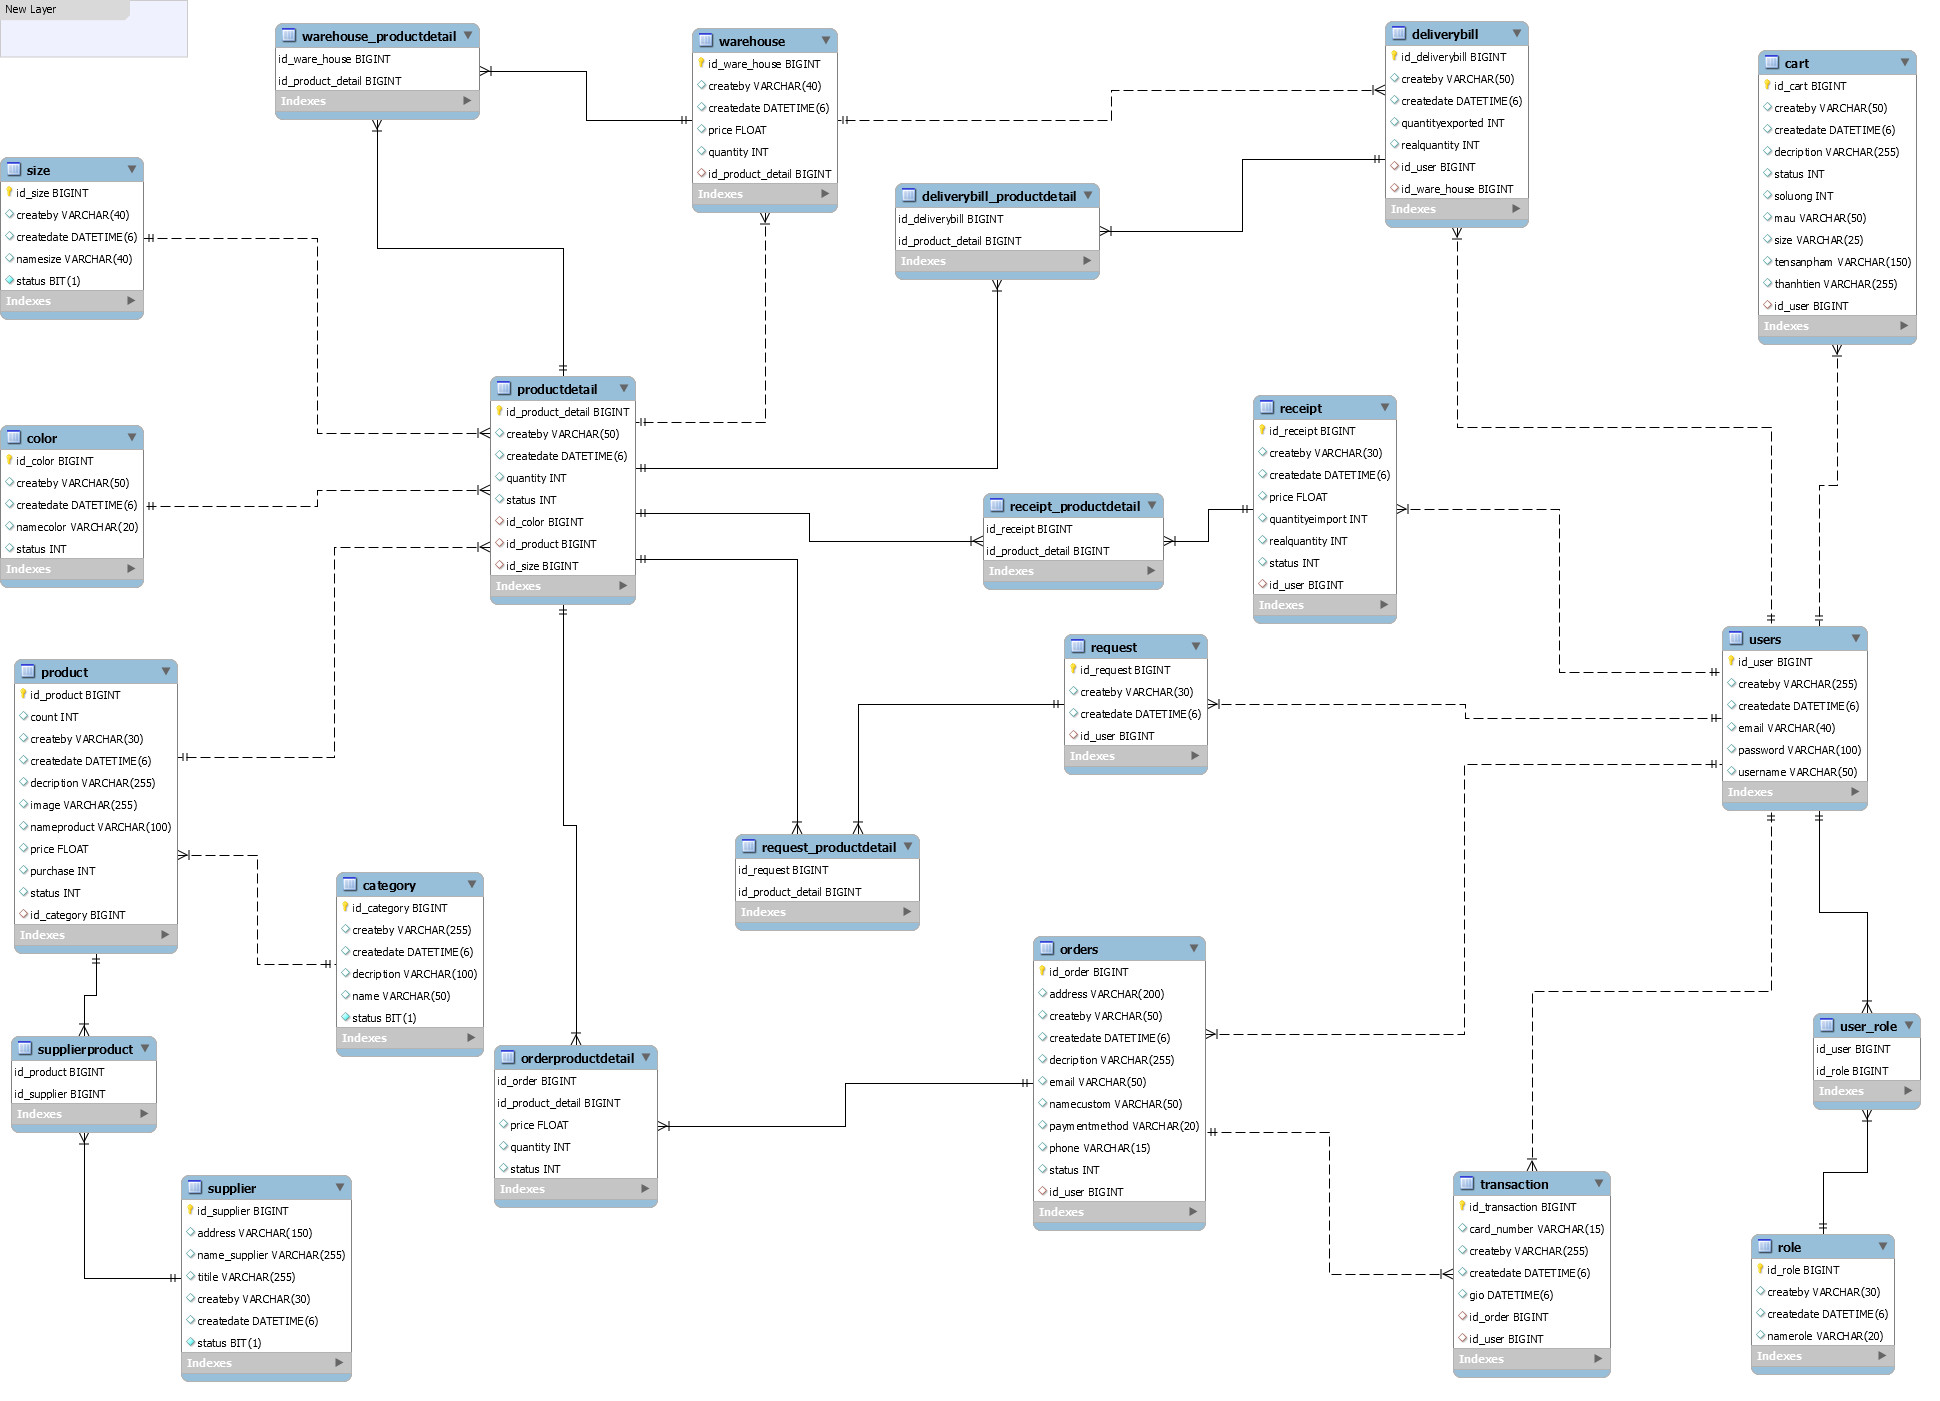 New Layer
warehouse_productdetail
id_ware_house BIGINT
id_product_detail BIGINT
Indexes
warehouse
id_ware_house BIGINT
createby VARCHAR(40)
createdate DATETIME(6)
price FLOAT
quantity INT
id_product_detail BIGINT
Indexes
deliverybill
id_deliverybill BIGINT
createby VARCHAR(50)
createdate DATETIME(6)
quantityexported INT
realquantity INT
id_user BIGINT
id_ware_house BIGINT
Indexes
cart
id_cart BIGINT
createby VARCHAR(50)
createdate DATETIME(6)
decription VARCHAR(255)
status INT
soluong INT
mau VARCHAR(50)
size VARCHAR(25)
tensanpham VARCHAR(150)
thanhtien VARCHAR(255)
id_user BIGINT
Indexes
size
id_size BIGINT
createby VARCHAR(40)
createdate DATETIME(6)
namesize VARCHAR(40)
status BIT(1)
Indexes
deliverybill_productdetail
id_deliverybill BIGINT
id_product_detail BIGINT
Indexes
productdetail
id_product_detail BIGINT
createby VARCHAR(50)
createdate DATETIME(6)
quantity INT
status INT
id_color BIGINT
id_product BIGINT
id_size BIGINT
Indexes
receipt
id_receipt BIGINT
createby VARCHAR(30)
createdate DATETIME(6)
price FLOAT
quantityeimport INT
realquantity INT
status INT
id_user BIGINT
Indexes
color
id_color BIGINT
createby VARCHAR(50)
createdate DATETIME(6)
namecolor VARCHAR(20)
status INT
Indexes
receipt_productdetail
id_receipt BIGINT
id_product_detail BIGINT
Indexes
users
id_user BIGINT
createby VARCHAR(255)
createdate DATETIME(6)
email VARCHAR(40)
password VARCHAR(100)
username VARCHAR(50)
Indexes
request
id_request BIGINT
createby VARCHAR(30)
createdate DATETIME(6)
id_user BIGINT
Indexes
product
id_product BIGINT
count INT
createby VARCHAR(30)
createdate DATETIME(6)
decription VARCHAR(255)
image VARCHAR(255)
nameproduct VARCHAR(100)
price FLOAT
purchase INT
status INT
id_category BIGINT
Indexes
request_productdetail
id_request BIGINT
id_product_detail BIGINT
Indexes
category
id_category BIGINT
createby VARCHAR(255)
createdate DATETIME(6)
decription VARCHAR(100)
name VARCHAR(50)
status BIT(1)
Indexes
orders
id_order BIGINT
address VARCHAR(200)
createby VARCHAR(50)
createdate DATETIME(6)
decription VARCHAR(255)
email VARCHAR(50)
namecustom VARCHAR(50)
paymentmethod VARCHAR(20)
phone VARCHAR(15)
status INT
id_user BIGINT
Indexes
user_role
id_user BIGINT
id_role BIGINT
Indexes
supplierproduct
id_product BIGINT
id_supplier BIGINT
Indexes
orderproductdetail
id_order BIGINT
id_product_detail BIGINT
price FLOAT
quantity INT
status INT
Indexes
supplier
id_supplier BIGINT
address VARCHAR(150)
name_supplier VARCHAR(255)
titile VARCHAR(255)
createby VARCHAR(30)
createdate DATETIME(6)
status BIT(1)
Indexes
transaction
id_transaction BIGINT
card_number VARCHAR(15)
createby VARCHAR(255)
createdate DATETIME(6)
gio DATETIME(6)
id_order BIGINT
id_user BIGINT
Indexes
role
id_role BIGINT
createby VARCHAR(30)
createdate DATETIME(6)
namerole VARCHAR(20)
Indexes